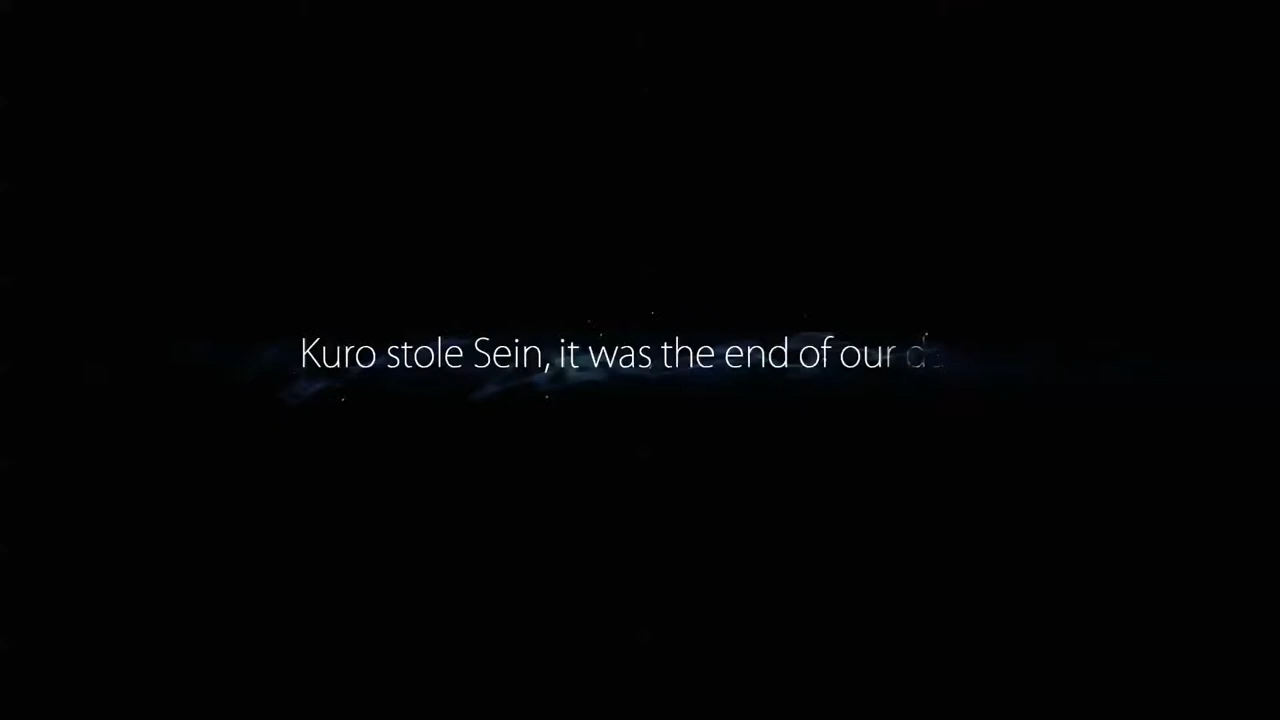 Kuro stole Sein, it was the end of our